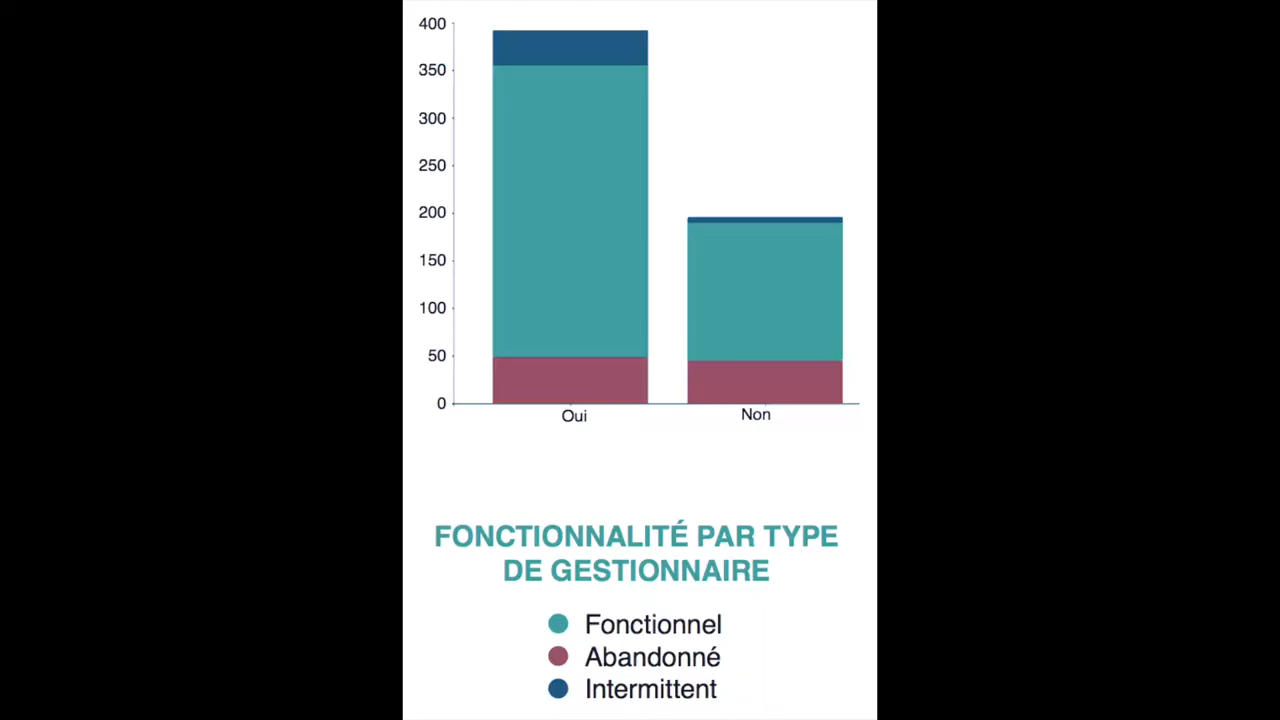 400
350
300
250
200
150
100
50
0
Oui
Non
FONCTIONNALITÉ PAR TYPE
DE GESTIONNAIRE
Fonctionnel
Abandonné
Intermittent